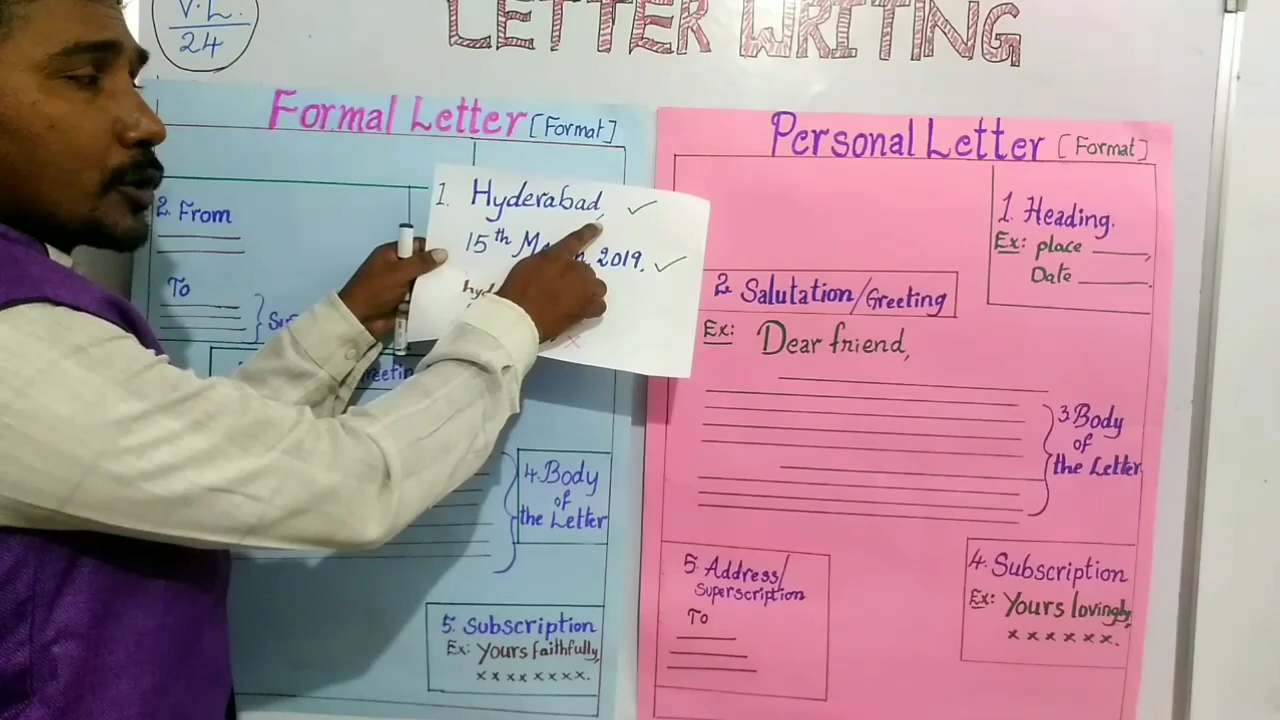 V.L.
24
LETTER WRITING
Formal Letter [Format]
2. From
To
4. Body
of
the Letter
5. Subscription
Ex: Yours faithfully,
xxxxxxxx.
1. Hyderabad,
15th 2019.
Personal Letter [Format]
1. Heading.
Ex: place ,
Date .
2. Salutation/Greeting
Ex: Dear friend,
3. Body
of
the Letter
4. Subscription
Ex: Yours lovingly,
xxxxxx.
5. Address/
Superscription
To